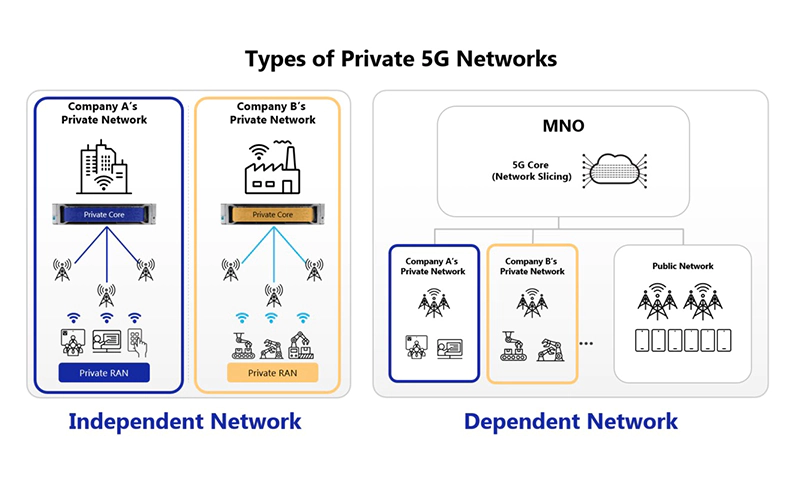 Types of Private 5G Networks
Company A's
Private Network
Private Core
Private RAN
Company B's
Private Network
Private Core
Private RAN
Independent Network
MNO
5G Core
(Network Slicing)
Company A's
Private Network
Company B's
Private Network
...
Public Network
Dependent Network